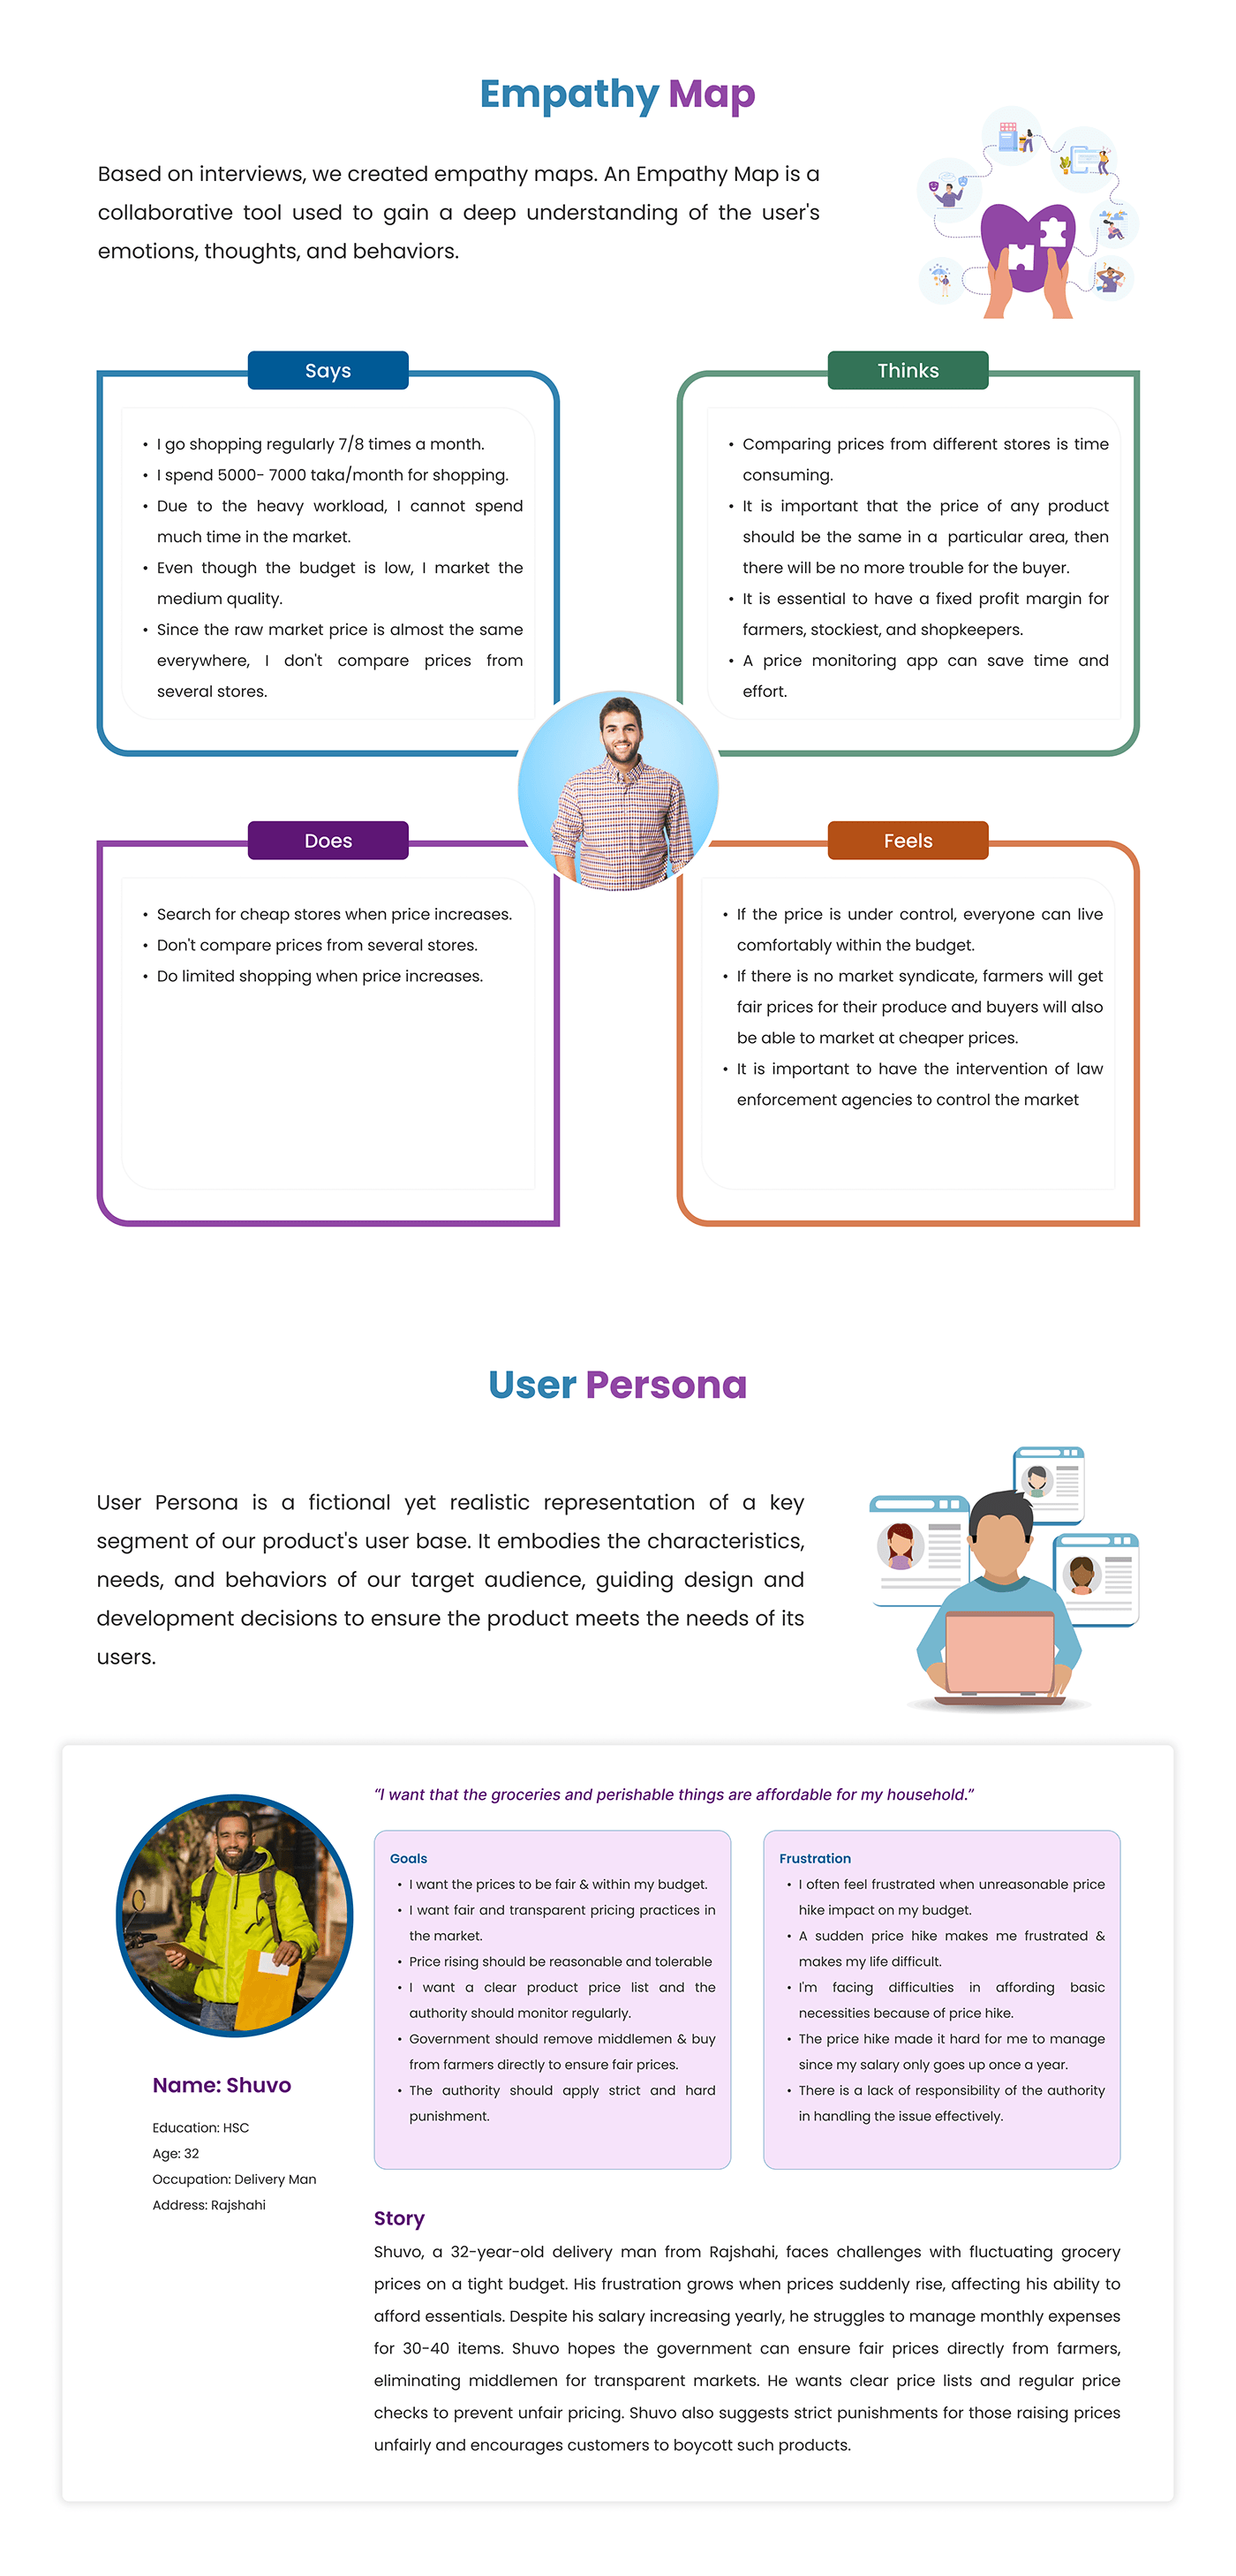 Empathy Map
Based on interviews, we created empathy maps. An Empathy Map is a
collaborative tool used to gain a deep understanding of the user's
emotions, thoughts, and behaviors.
Says
• I go shopping regularly 7/8 times a month.
• I spend 5000- 7000 taka/month for shopping.
• Due to the heavy workload, I cannot spend
much time in the market.
• Even though the budget is low, I market the
medium quality.
• Since the raw market price is almost the same
everywhere, I don't compare prices from
several stores.
Thinks
• Comparing prices from different stores is time
consuming.
• It is important that the price of any product
should be the same in a particular area, then
there will be no more trouble for the buyer.
• It is essential to have a fixed profit margin for
farmers, stockiest, and shopkeepers.
• A price monitoring app can save time and
effort.
Does
• Search for cheap stores when price increases.
• Don't compare prices from several stores.
• Do limited shopping when price increases.
Feels
• If the price is under control, everyone can live
comfortably within the budget.
• If there is no market syndicate, farmers will get
fair prices for their produce and buyers will also
be able to market at cheaper prices.
• It is important to have the intervention of law
enforcement agencies to control the market
User Persona
User Persona is a fictional yet realistic representation of a key
segment of our product's user base. It embodies the characteristics,
needs, and behaviors of our target audience, guiding design and
development decisions to ensure the product meets the needs of its
users.
“I want that the groceries and perishable things are affordable for my household.”
Name: Shuvo
Education: HSC
Age: 32
Occupation: Delivery Man
Address: Rajshahi
Goals
• I want the prices to be fair & within my budget.
• I want fair and transparent pricing practices in
the market.
• Price rising should be reasonable and tolerable
• I want a clear product price list and the
authority should monitor regularly.
• Government should remove middlemen & buy
from farmers directly to ensure fair prices.
• The authority should apply strict and hard
punishment.
Frustration
• I often feel frustrated when unreasonable price
hike impact on my budget.
• A sudden price hike makes me frustrated &
makes my life difficult.
• I'm facing difficulties in affording basic
necessities because of price hike.
• The price hike made it hard for me to manage
since my salary only goes up once a year.
• There is a lack of responsibility of the authority
in handling the issue effectively.
Story
Shuvo, a 32-year-old delivery man from Rajshahi, faces challenges with fluctuating grocery
prices on a tight budget. His frustration grows when prices suddenly rise, affecting his ability to
afford essentials. Despite his salary increasing yearly, he struggles to manage monthly expenses
for 30-40 items. Shuvo hopes the government can ensure fair prices directly from farmers,
eliminating middlemen for transparent markets. He wants clear price lists and regular price
checks to prevent unfair pricing. Shuvo also suggests strict punishments for those raising prices
unfairly and encourages customers to boycott such products.